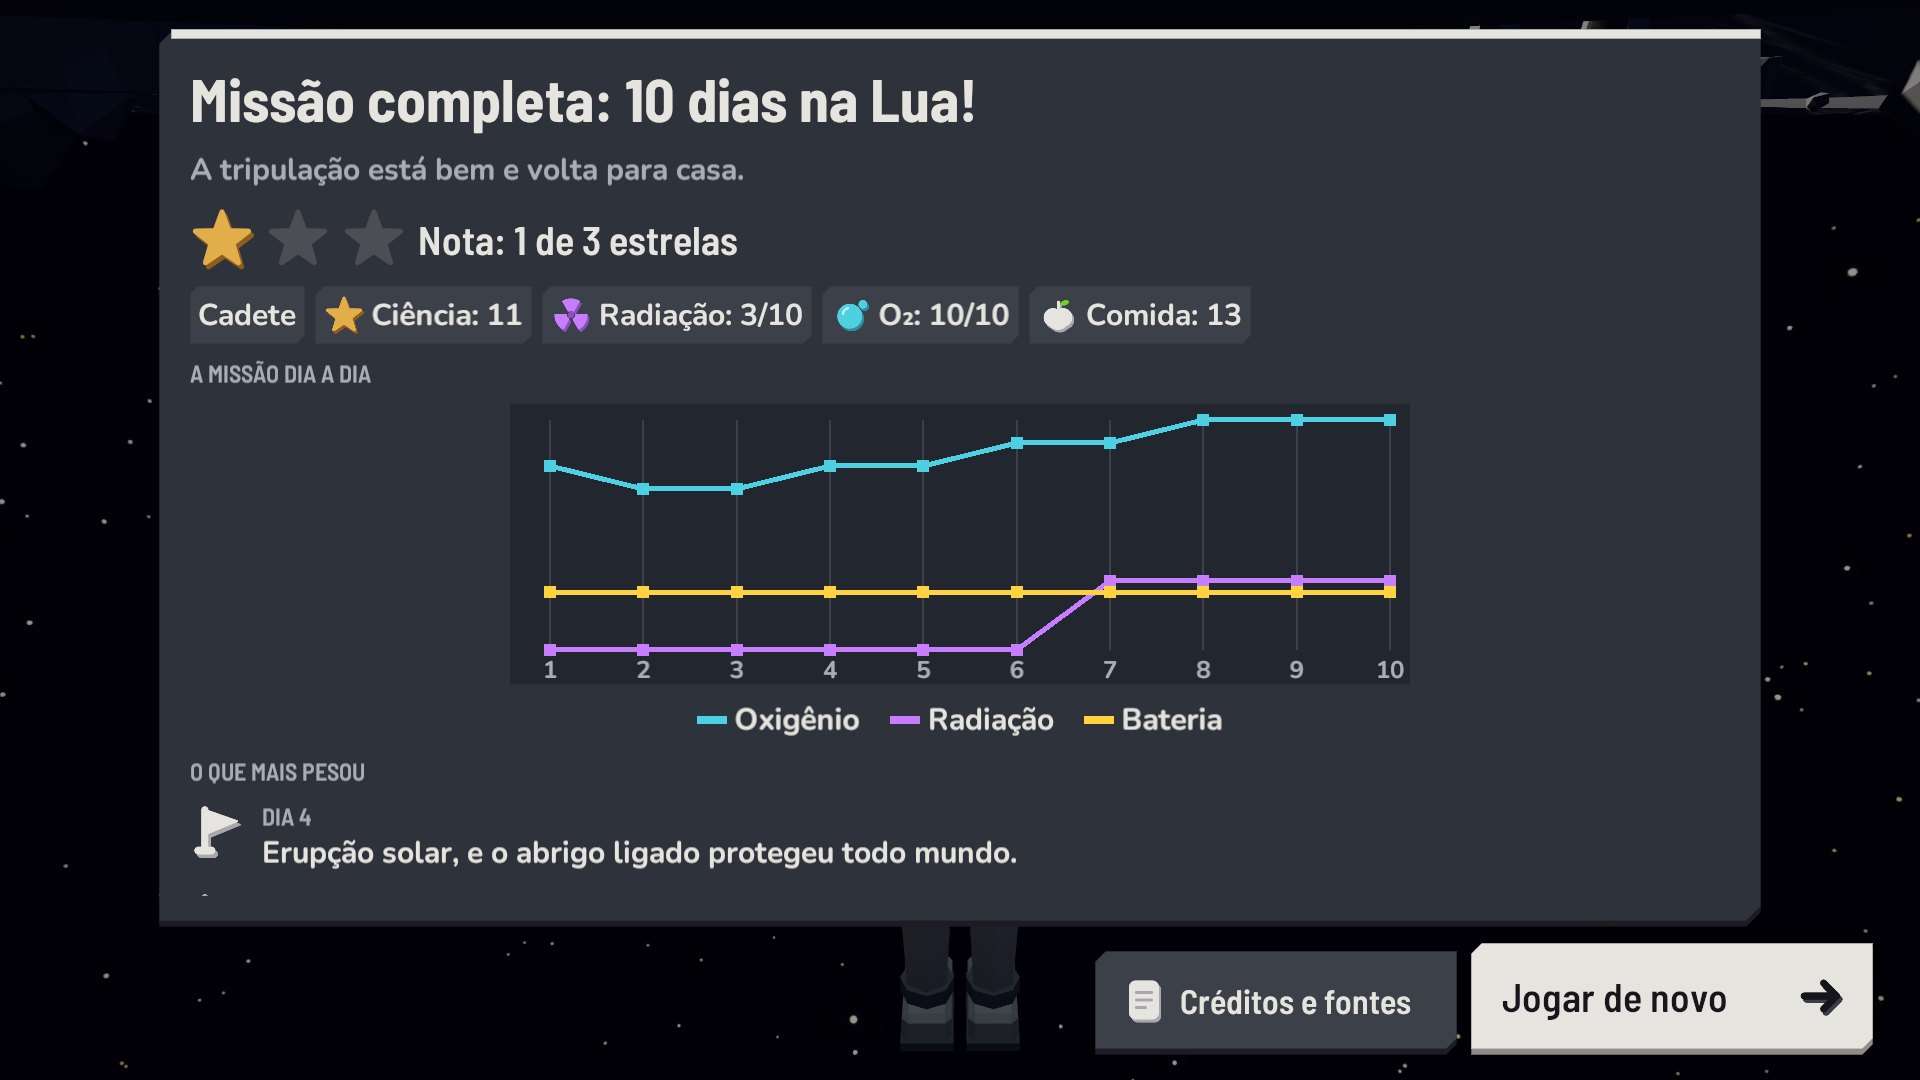 Missão completa: 10 dias na Lua!
A tripulação está bem e volta para casa.
Nota: 1 de 3 estrelas
Cadete Ciência: 11 Radiação: 3/10 O₂: 10/10 Comida: 13
A MISSÃO DIA A DIA
1 2 3 4 5 6 7 8 9 10
Oxigênio Radiação Bateria
O QUE MAIS PESOU
DIA 4
Erupção solar, e o abrigo ligado protegeu todo mundo.
Créditos e fontes
Jogar de novo